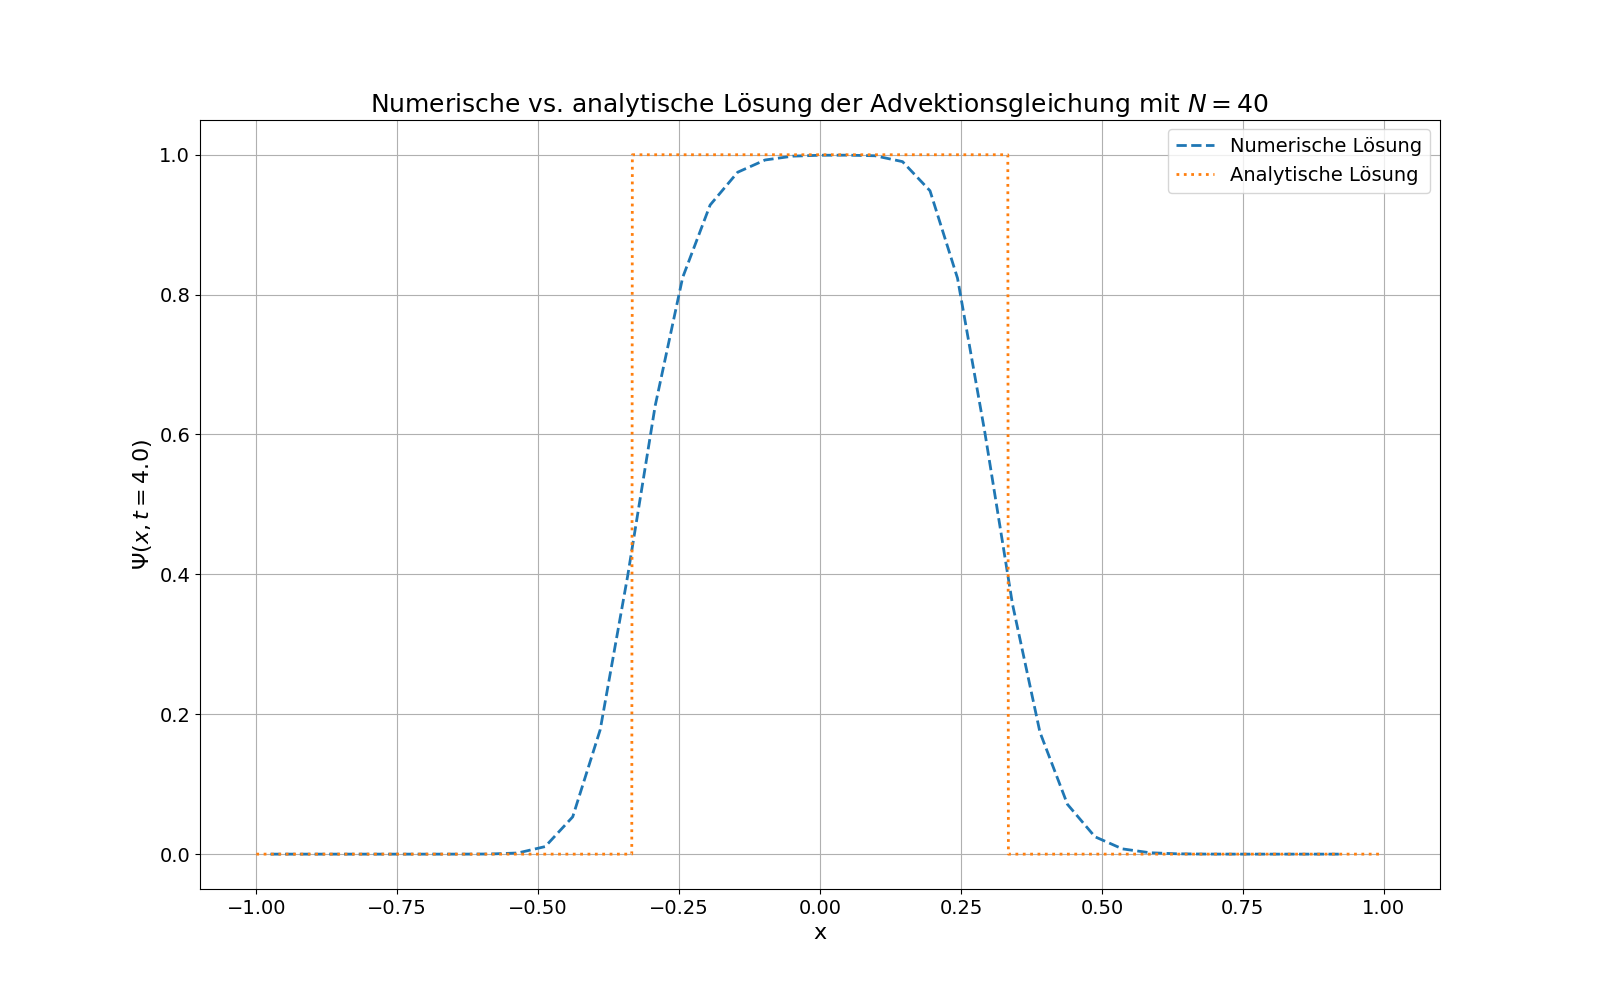 Numerische vs. analytische Lösung der Advektionsgleichung mit N = 40
Numerische Lösung
Analytische Lösung
1.0
0.8
0.6
0.4
0.2
0.0
Ψ(x, t = 4.0)
−1.00 −0.75 −0.50 −0.25 0.00 0.25 0.50 0.75 1.00
x